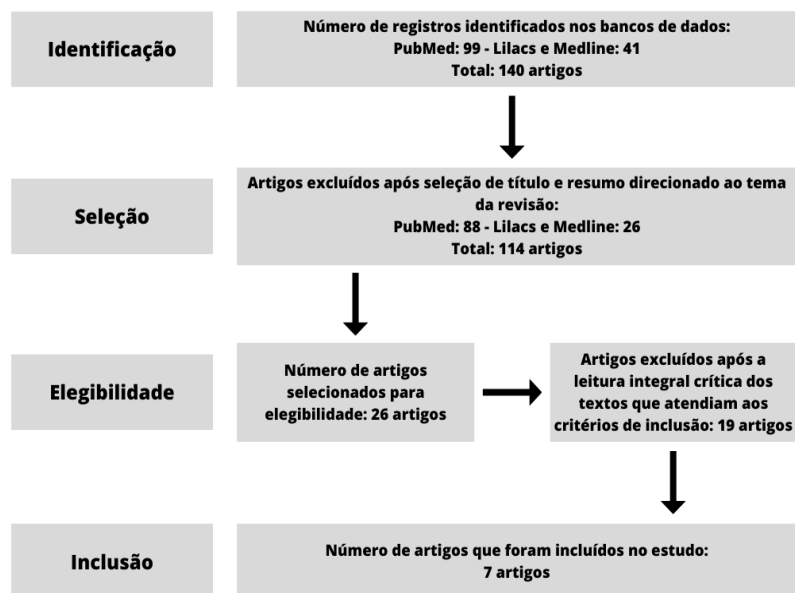 Identificação
Número de registros identificados nos bancos de dados:
PubMed: 99 - Lilacs e Medline: 41
Total: 140 artigos
Seleção
Artigos excluídos após seleção de título e resumo direcionado ao tema
da revisão:
PubMed: 88 - Lilacs e Medline: 26
Total: 114 artigos
Elegibilidade
Número de artigos
selecionados para
elegibilidade: 26 artigos
Artigos excluídos após a
leitura integral crítica dos
textos que atendiam aos
critérios de inclusão: 19 artigos
Inclusão
Número de artigos que foram incluídos no estudo:
7 artigos